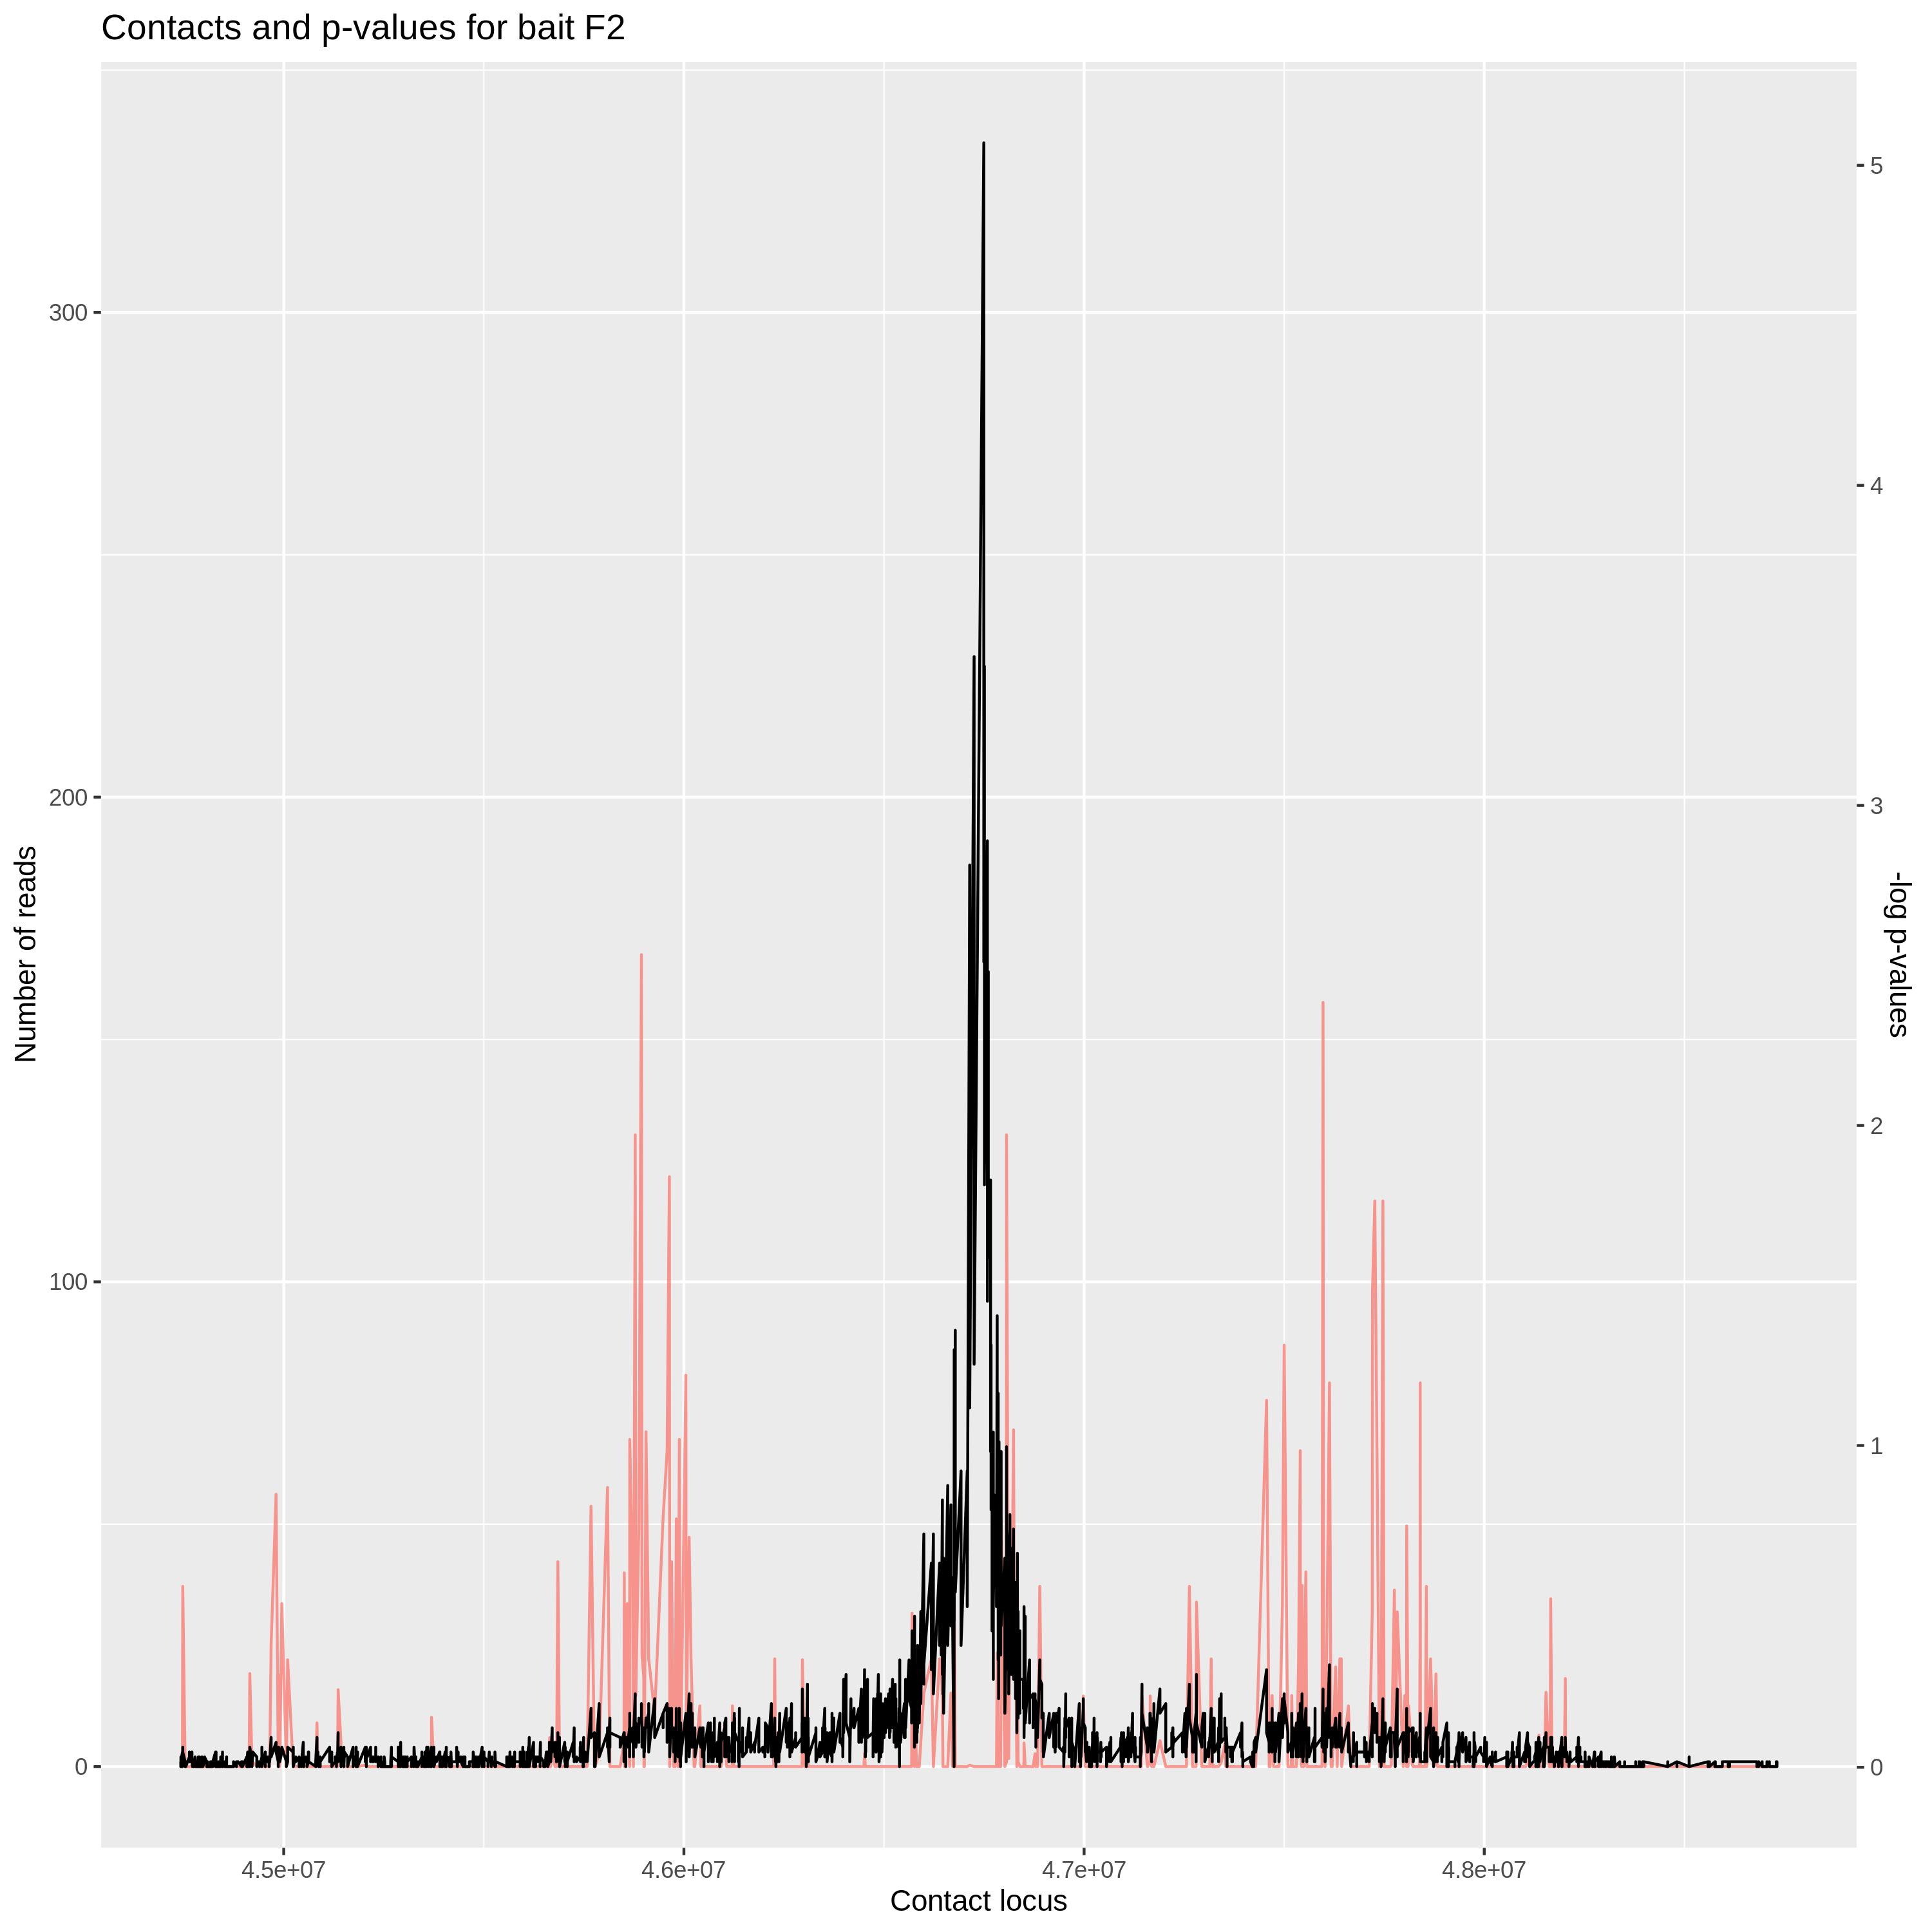 Contacts and p-values for bait F2
Number of reads
300
200
100
0
5
4
3
2
1
0
-log p-values
4.5e+07
4.6e+07
4.7e+07
4.8e+07
Contact locus